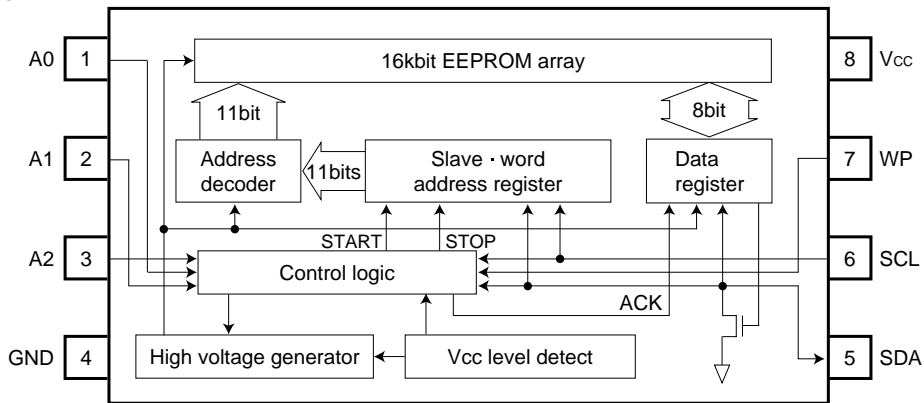 A0 1
16kbit EEPROM array
8 Vcc
11bit
8bit
A1 2
Address
decoder
11bits
Slave・word
address register
Data
register
7 WP
START
STOP
A2 3
Control logic
6 SCL
ACK
GND 4
High voltage generator
Vcc level detect
5 SDA